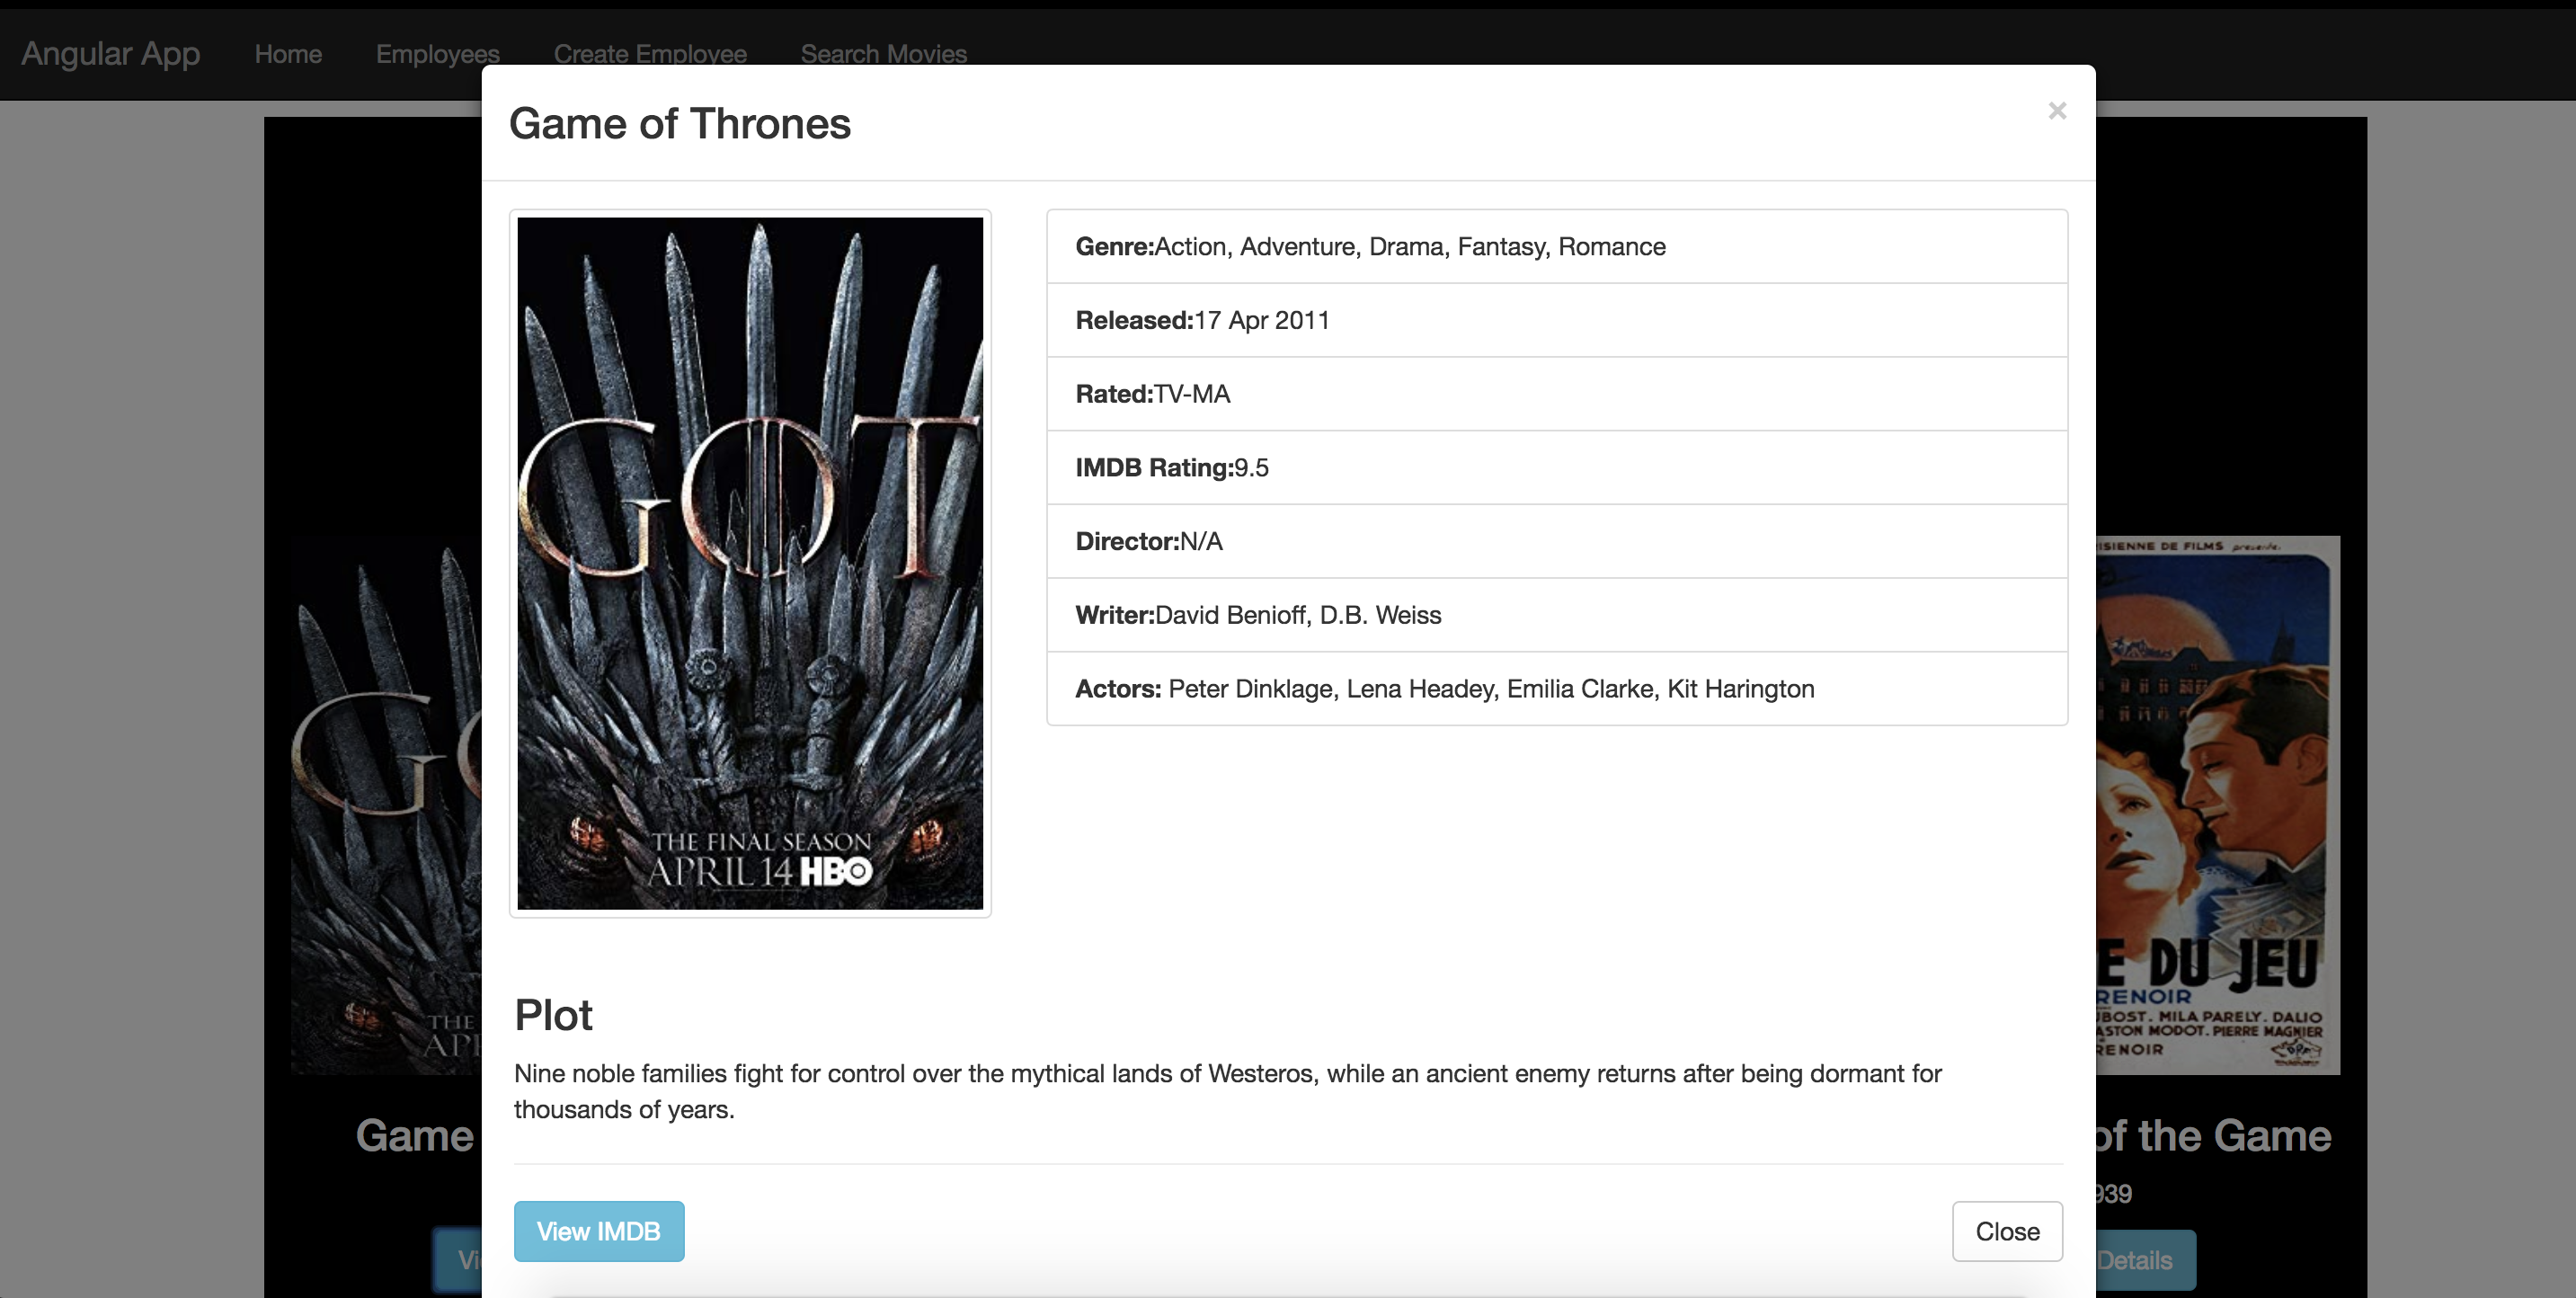 Angular App Home Employees Create Employee Search Movies
Game of Thrones ×
GOT
THE FINAL SEASON
APRIL 14 HBO
Genre:Action, Adventure, Drama, Fantasy, Romance
Released:17 Apr 2011
Rated:TV-MA
IMDB Rating:9.5
Director:N/A
Writer:David Benioff, D.B. Weiss
Actors: Peter Dinklage, Lena Headey, Emilia Clarke, Kit Harington
Plot
Nine noble families fight for control over the mythical lands of Westeros, while an ancient enemy returns after being dormant for
thousands of years.
View IMDB Close
THE
Game
ISIENNE DE FILMS
E DU JEU
RENOIR
BOST. MILA PARELY. DALIO
ASTON MODOT. PIERRE MAGNIER
RENOIR
of the Game
939
Details